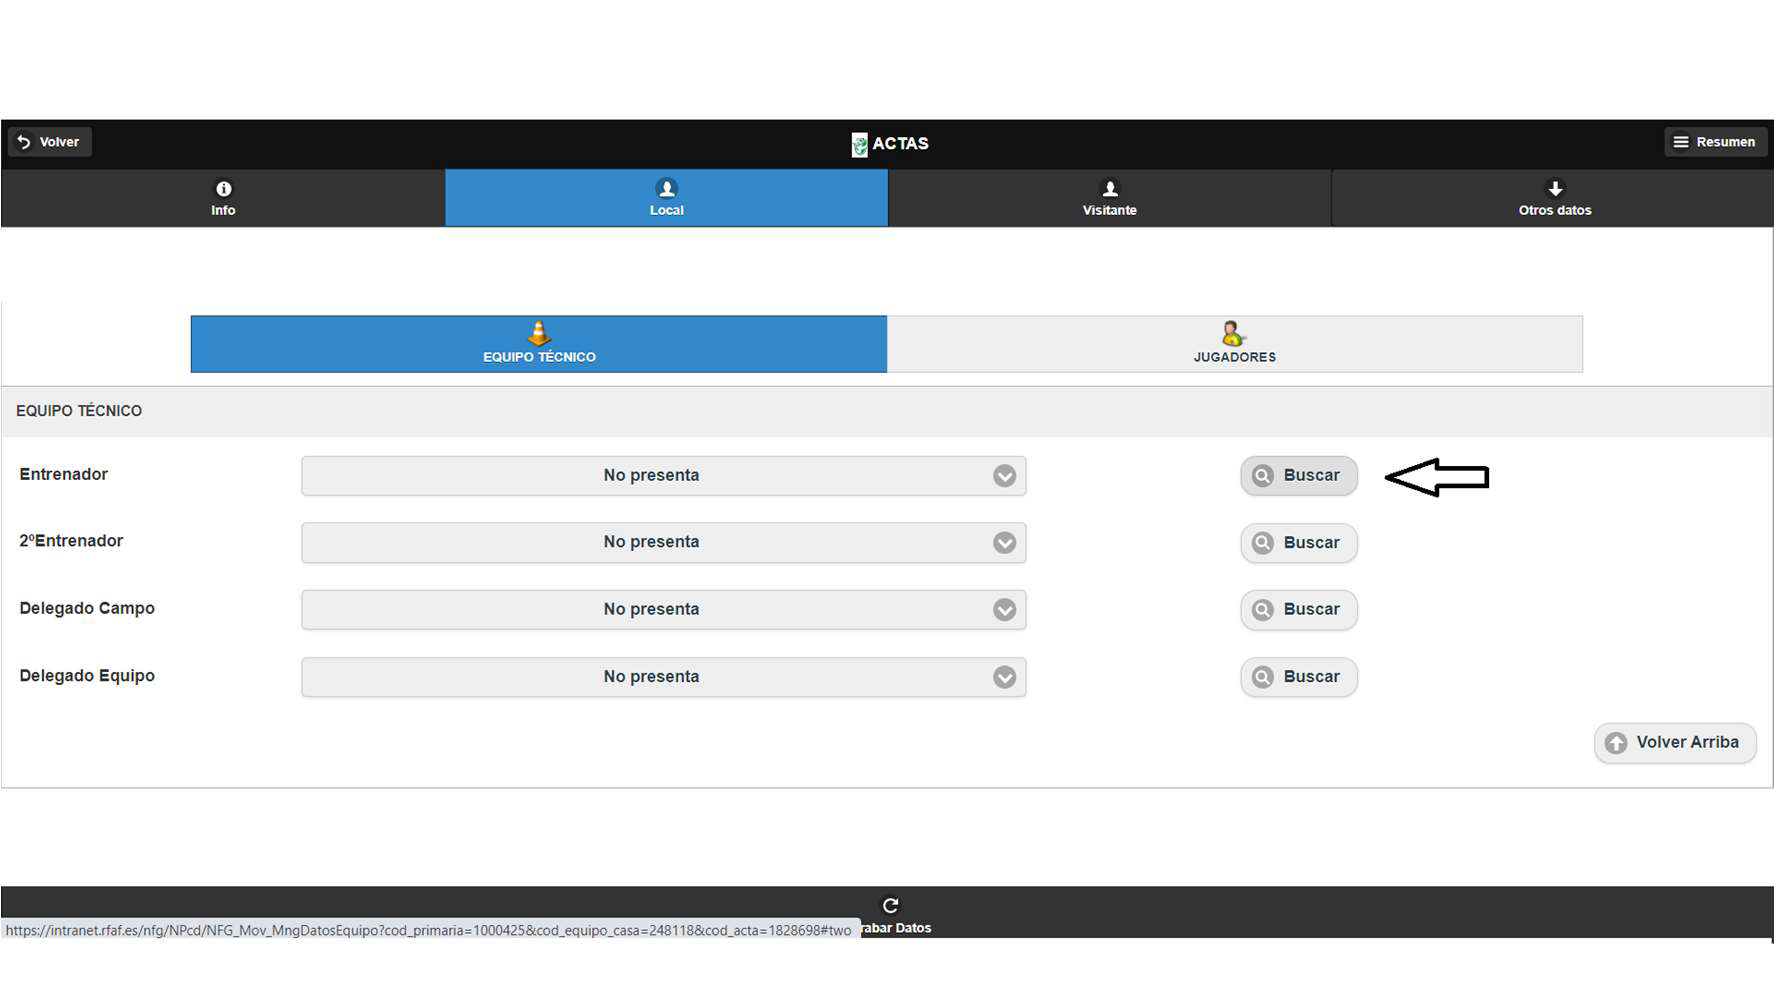 Volver
ACTAS
Resumen
Info
Local
Visitante
Otros datos
EQUIPO TÉCNICO
JUGADORES
EQUIPO TÉCNICO
Entrenador
No presenta
Buscar
2ºEntrenador
No presenta
Buscar
Delegado Campo
No presenta
Buscar
Delegado Equipo
No presenta
Buscar
Volver Arriba
https://intranet.rfaf.es/nfg/NPcd/NFG_Mov_MngDatosEquipo?cod_primaria=1000425&cod_equipo_casa=248118&cod_acta=1828698#two
rabar Datos